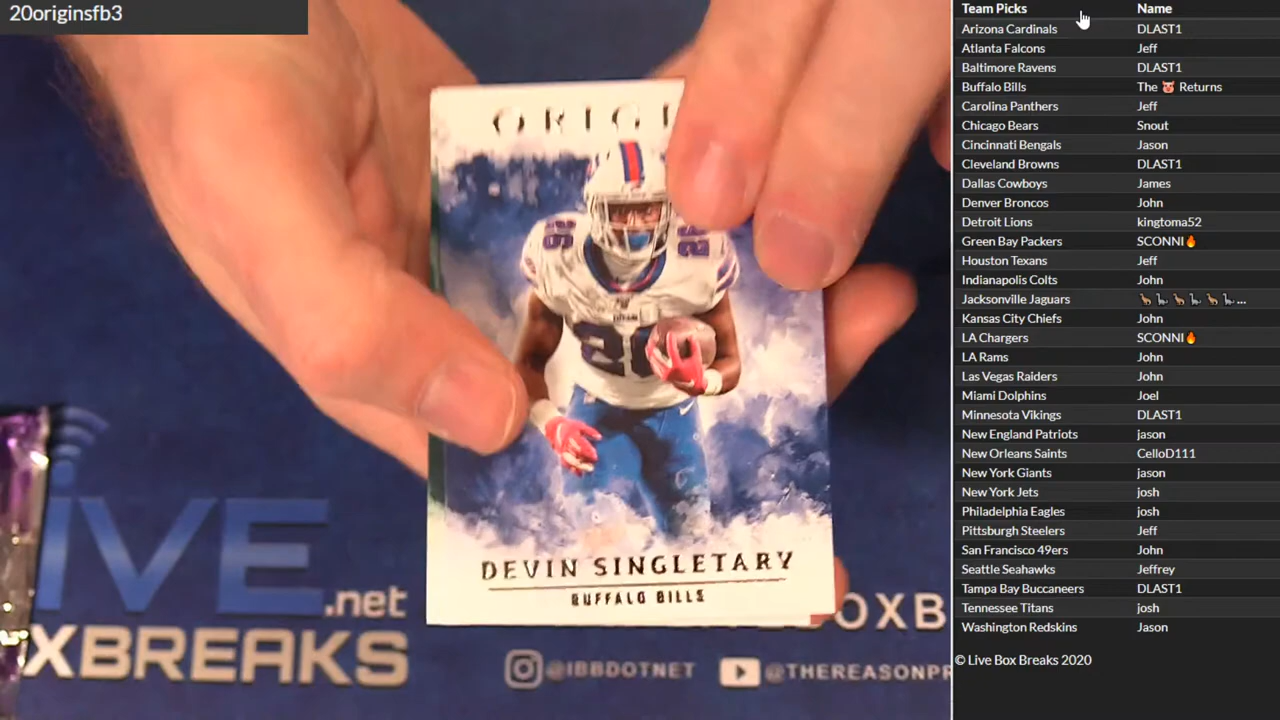 20originsfb3
Team Picks Name
Arizona Cardinals DLAST1
Atlanta Falcons Jeff
Baltimore Ravens DLAST1
Buffalo Bills The 🐷 Returns
Carolina Panthers Jeff
Chicago Bears Snout
Cincinnati Bengals Jason
Cleveland Browns DLAST1
Dallas Cowboys James
Denver Broncos John
Detroit Lions kingtoma52
Green Bay Packers SCONNI🔥
Houston Texans Jeff
Indianapolis Colts John
Jacksonville Jaguars 🦒 🦕 🦒 🦕 🦒 🦕...
Kansas City Chiefs John
LA Chargers SCONNI🔥
LA Rams John
Las Vegas Raiders John
Miami Dolphins Joel
Minnesota Vikings DLAST1
New England Patriots jason
New Orleans Saints CelloD111
New York Giants jason
New York Jets josh
Philadelphia Eagles josh
Pittsburgh Steelers Jeff
San Francisco 49ers John
Seattle Seahawks Jeffrey
Tampa Bay Buccaneers DLAST1
Tennessee Titans josh
Washington Redskins Jason
© Live Box Breaks 2020
ORIGI
26 26
26
DEVIN SINGLETARY
BUFFALO BILLS
IVE.net
XBREAKS
OXB
@IBBDOTNET
@THEREASONPR